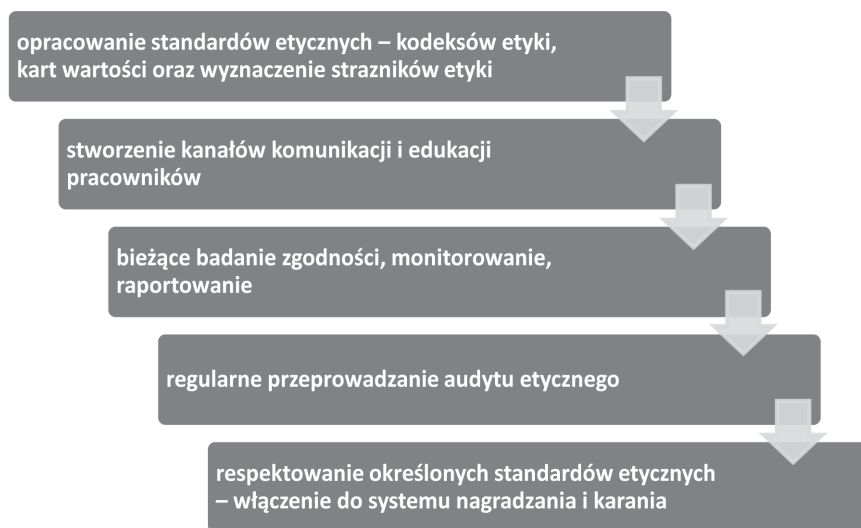 opracowanie standardów etycznych – kodeksów etyki,
kart wartości oraz wyznaczenie strazników etyki
stworzenie kanałów komunikacji i edukacji
pracowników
bieżące badanie zgodności, monitorowanie,
raportowanie
regularne przeprowadzanie audytu etycznego
respektowanie określonych standardów etycznych
– włączenie do systemu nagradzania i karania